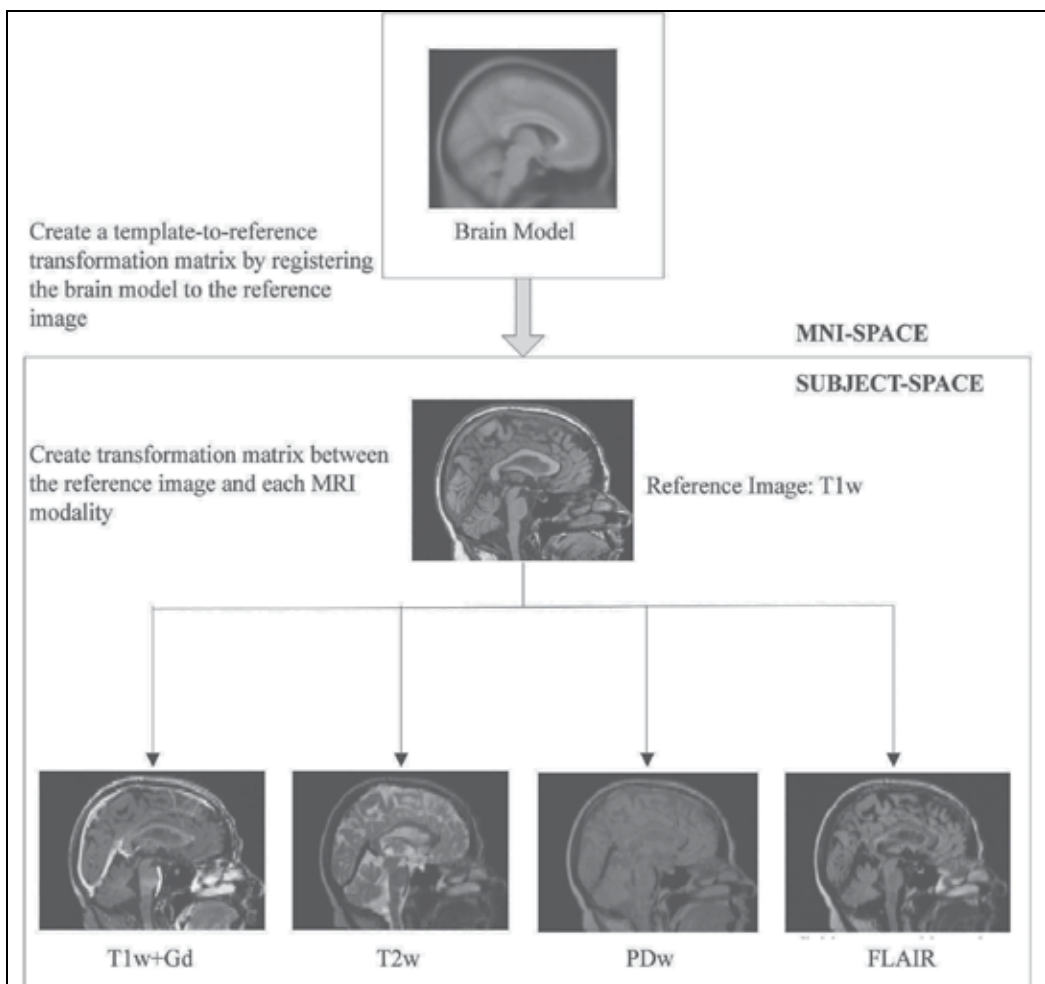 Brain Model
Create a template-to-reference
transformation matrix by registering
the brain model to the reference
image
MNI-SPACE
SUBJECT-SPACE
Create transformation matrix between
the reference image and each MRI
modality
Reference Image: T1w
T1w+Gd
T2w
PDw
FLAIR